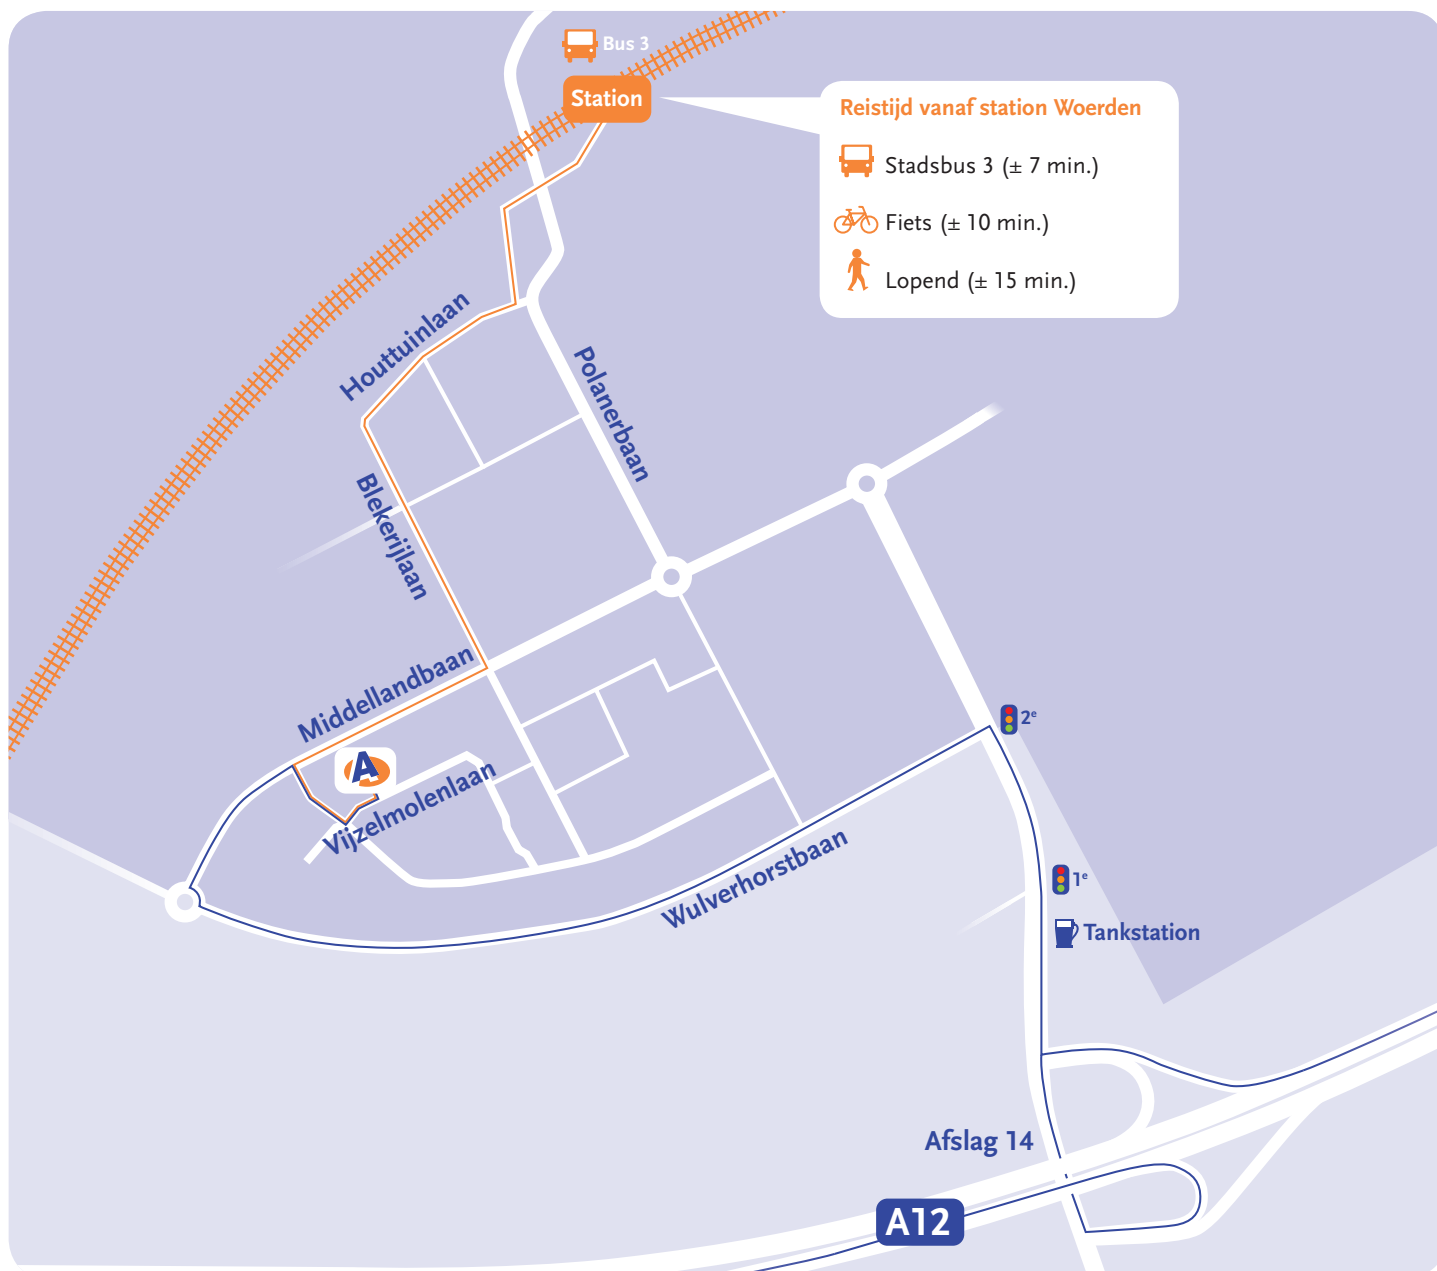 Bus 3
Station
Reistijd vanaf station Woerden
Stadsbus 3 (± 7 min.)
Fiets (± 10 min.)
Lopend (± 15 min.)
Houttuinlaan
Polanerbaan
Blekerijlaan
Middellandbaan
A
Vijzelmolenlaan
Wulverhorstbaan
2e
1e
Tankstation
Afslag 14
A12